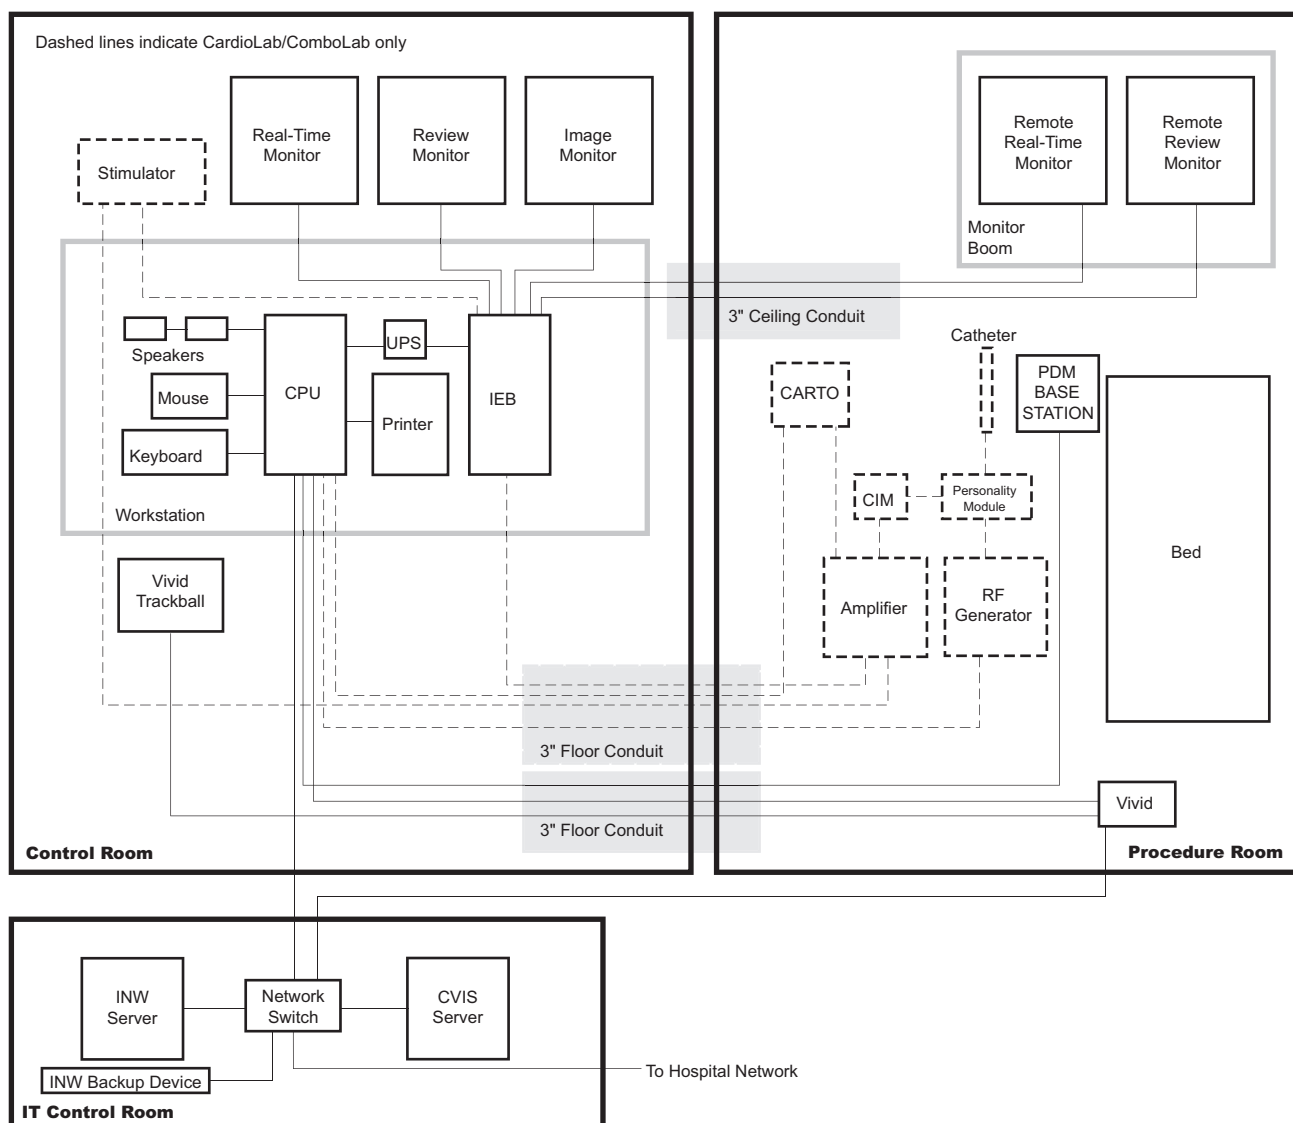 Dashed lines indicate CardioLab/ComboLab only
Stimulator
Real-Time
Monitor
Review
Monitor
Image
Monitor
Remote
Real-Time
Monitor
Remote
Review
Monitor
Monitor
Boom
3" Ceiling Conduit
Speakers
Mouse
Keyboard
CPU
UPS
Printer
IEB
Workstation
Catheter
CARTO
PDM
BASE
STATION
CIM
Personality
Module
Amplifier
RF
Generator
Bed
Vivid
Trackball
3" Floor Conduit
3" Floor Conduit
Vivid
Control Room
Procedure Room
INW
Server
Network
Switch
CVIS
Server
INW Backup Device
To Hospital Network
IT Control Room